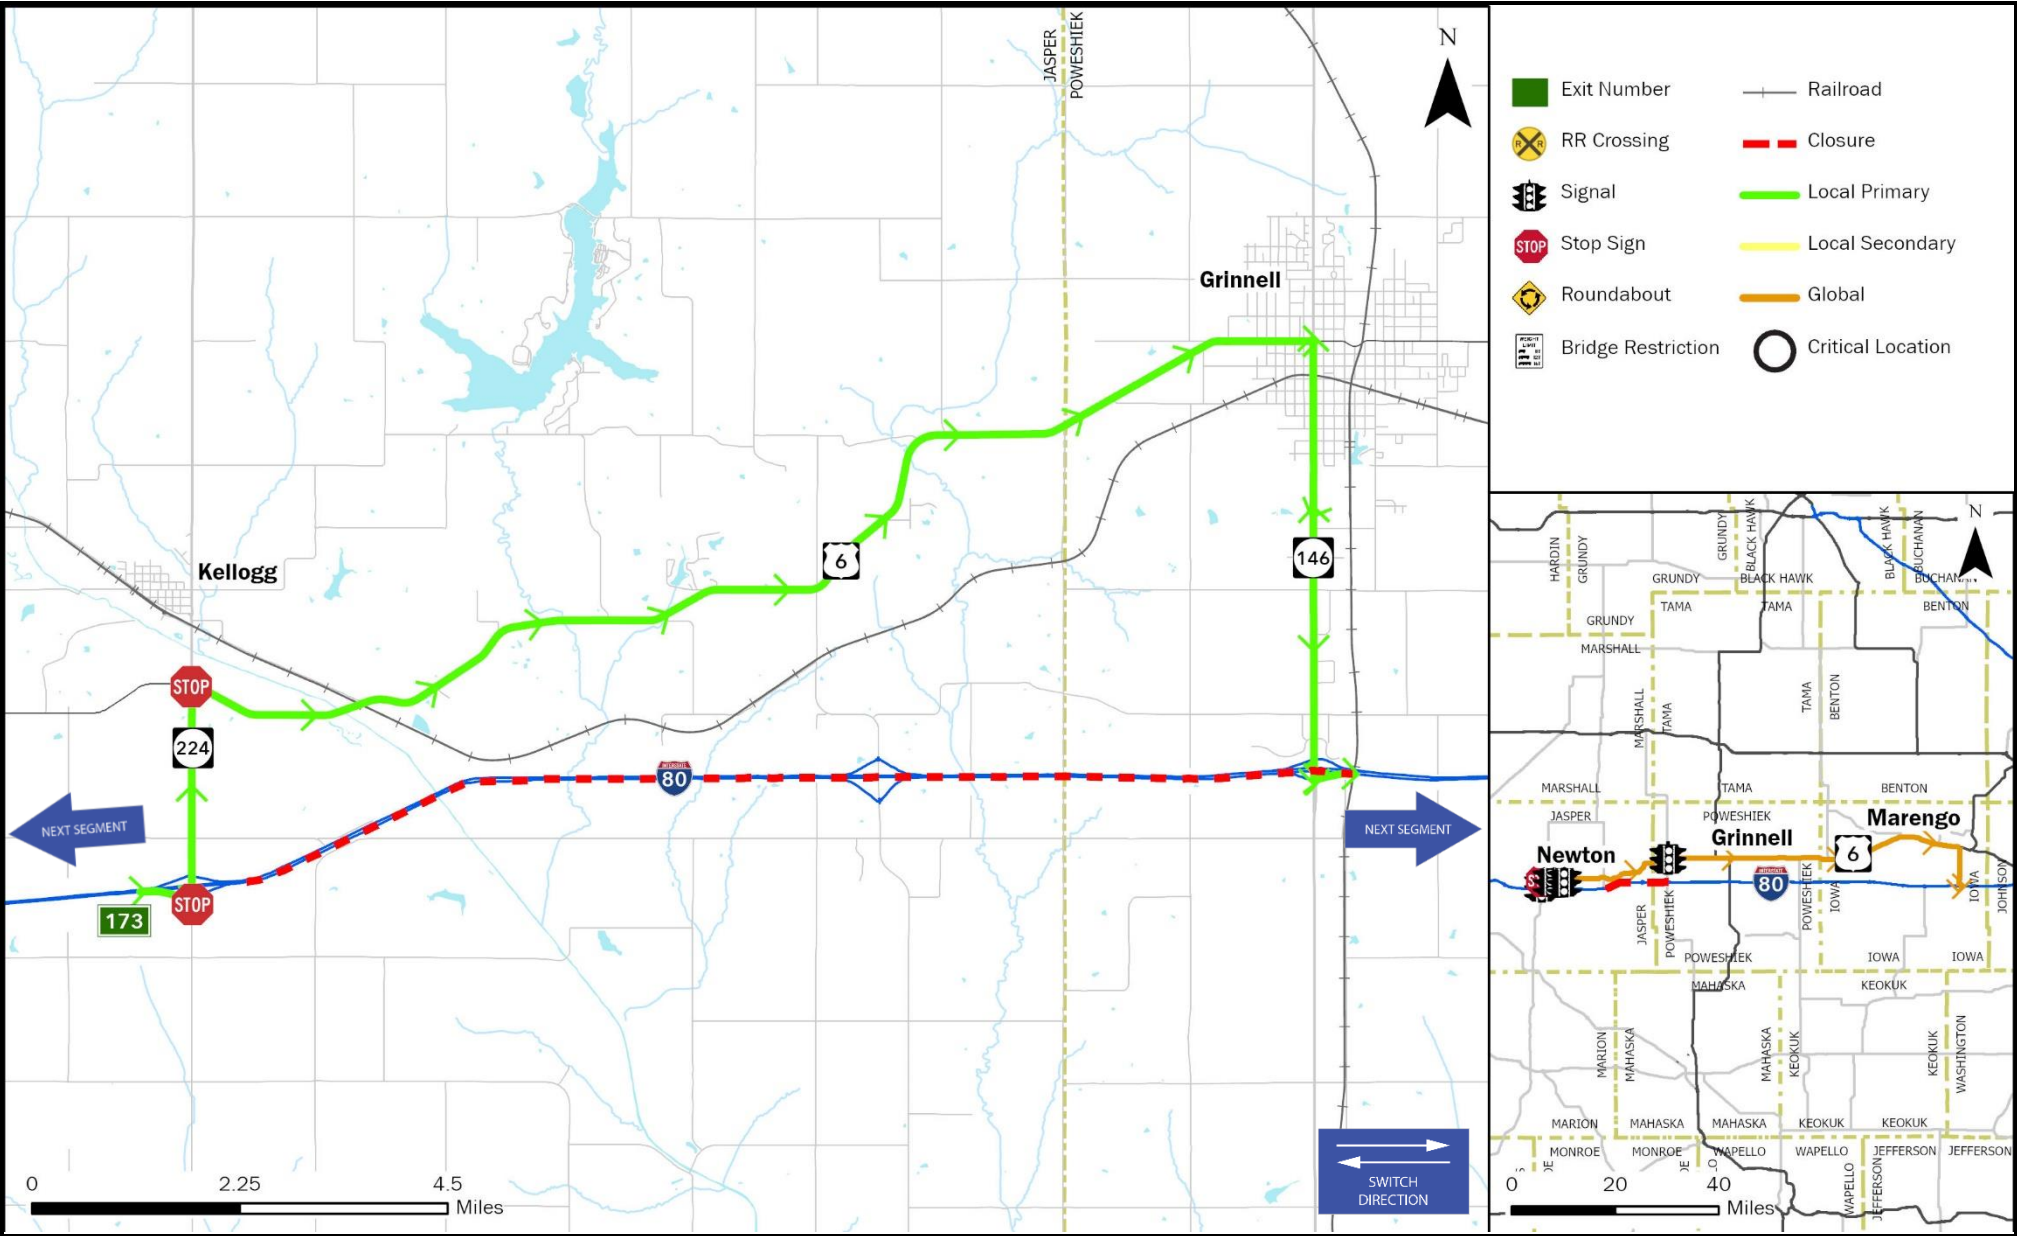 JASPER
POWESHIEK
N
Grinnell
Kellogg
6
146
STOP
224
80
NEXT SEGMENT
NEXT SEGMENT
STOP
173
SWITCH
DIRECTION
0 2.25 4.5
Miles
Exit Number
Railroad
R R
RR Crossing
Closure
Signal
Local Primary
STOP
Stop Sign
Local Secondary
Roundabout
Global
WEIGHT
LIMIT
Bridge Restriction
Critical Location
N
HARDIN
GRUNDY
GRUNDY
BLACK HAWK
BLACK HAWK
BUCHANAN
GRUNDY
BLACK HAWK
TAMA
TAMA
BENTON
GRUNDY
MARSHALL
MARSHALL
TAMA
TAMA
BENTON
MARSHALL
TAMA
BENTON
JASPER
POWESHIEK
Marengo
Grinnell
Newton
6
80
JASPER
POWESHIEK
POWESHIEK
IOWA
IOWA
JOHNSON
POWESHIEK
IOWA
IOWA
MAHASKA
KEOKUK
MARION
MAHASKA
MAHASKA
KEOKUK
KEOKUK
WASHINGTON
MARION
MAHASKA
MAHASKA
KEOKUK
KEOKUK
MONROE
MONROE
WAPELLO
WAPELLO
JEFFERSON
JEFFERSON
WAPELLO
JEFFERSON
0 20 40
Miles